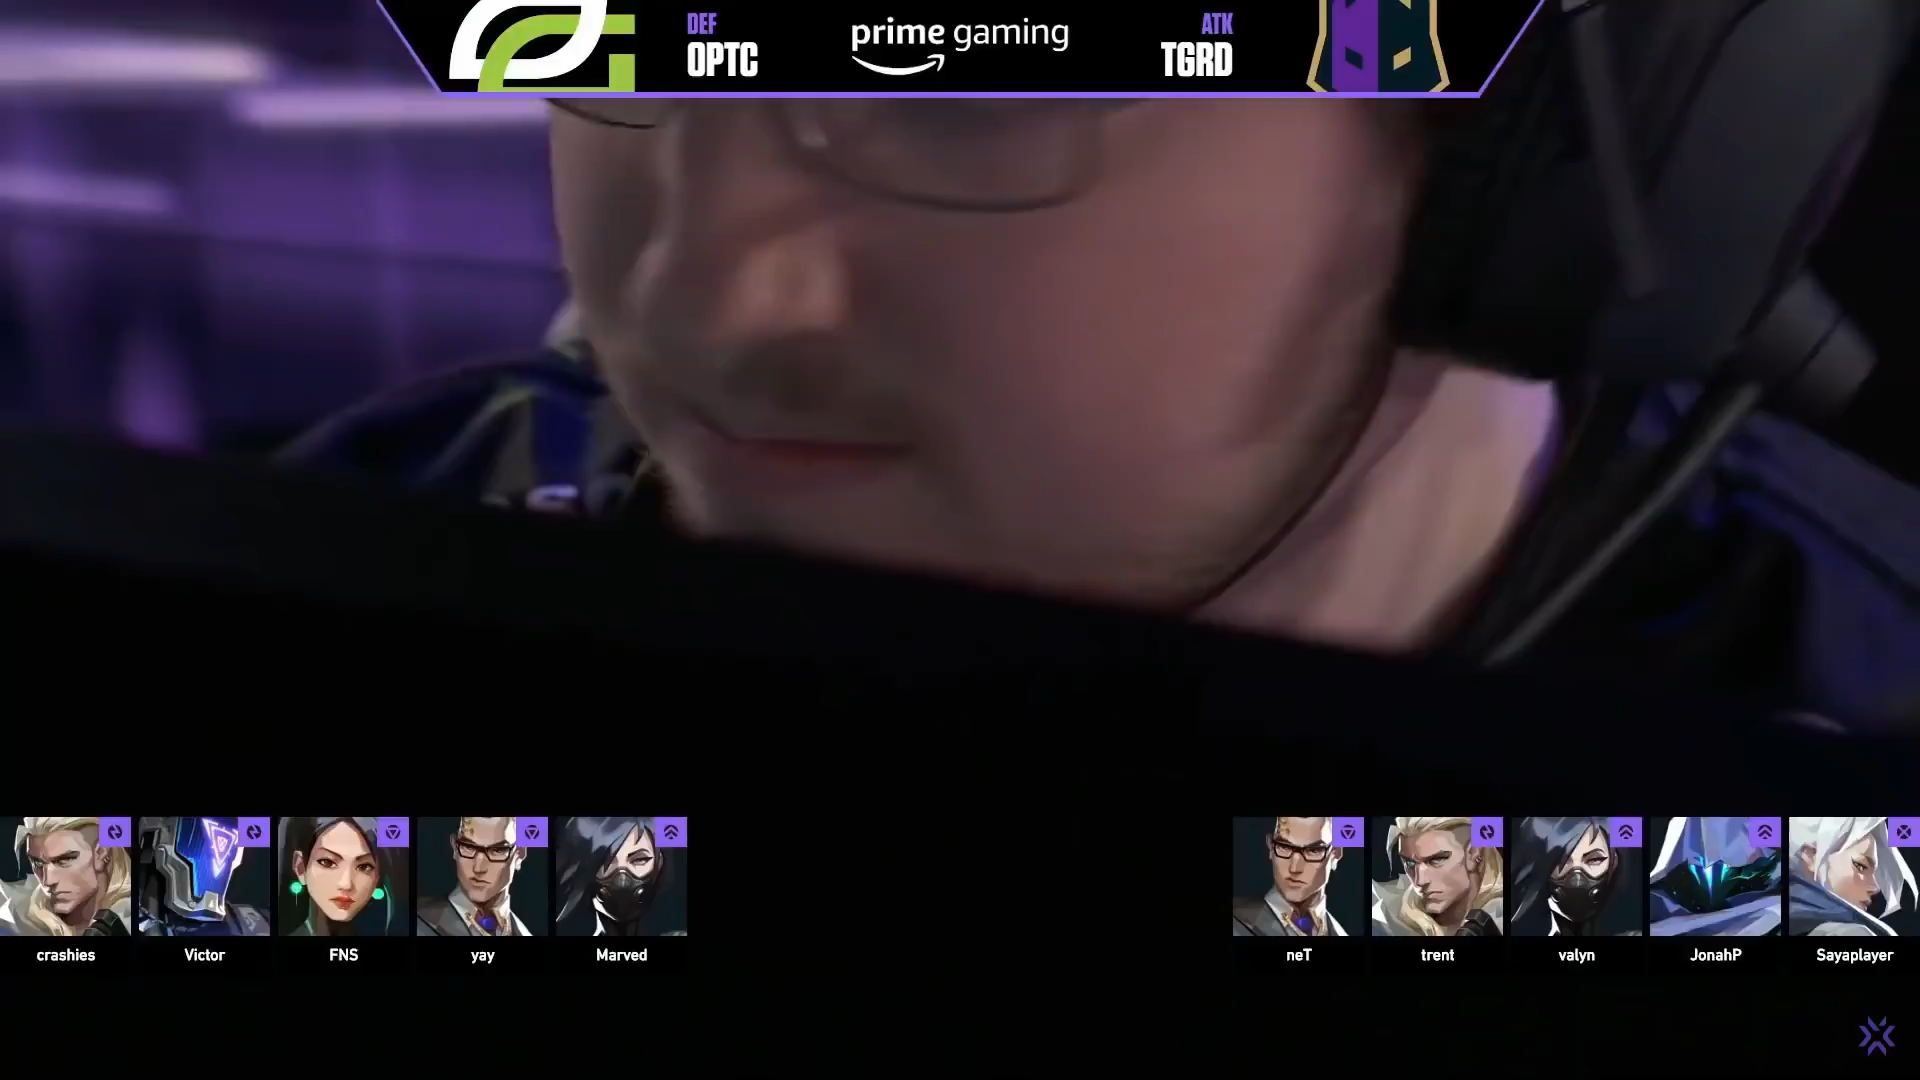 DEF
OPTC
prime gaming
ATK
TGRD
crashies
Victor
FNS
yay
Marved
neT
trent
valyn
JonahP
Sayaplayer